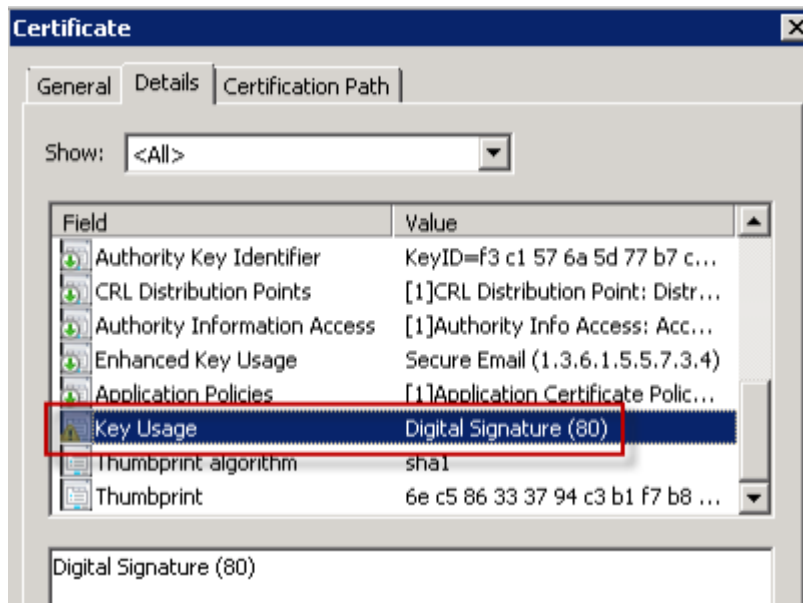 Certificate
General Details Certification Path
Show: <All>
Field Value
Authority Key Identifier KeyID=f3 c1 57 6a 5d 77 b7 c...
CRL Distribution Points [1]CRL Distribution Point: Distr...
Authority Information Access [1]Authority Info Access: Acc...
Enhanced Key Usage Secure Email (1.3.6.1.5.5.7.3.4)
Application Policies [1]Application Certificate Polic...
Key Usage Digital Signature (80)
Thumbprint algorithm sha1
Thumbprint 6e c5 86 33 37 94 c3 b1 f7 b8 ...
Digital Signature (80)